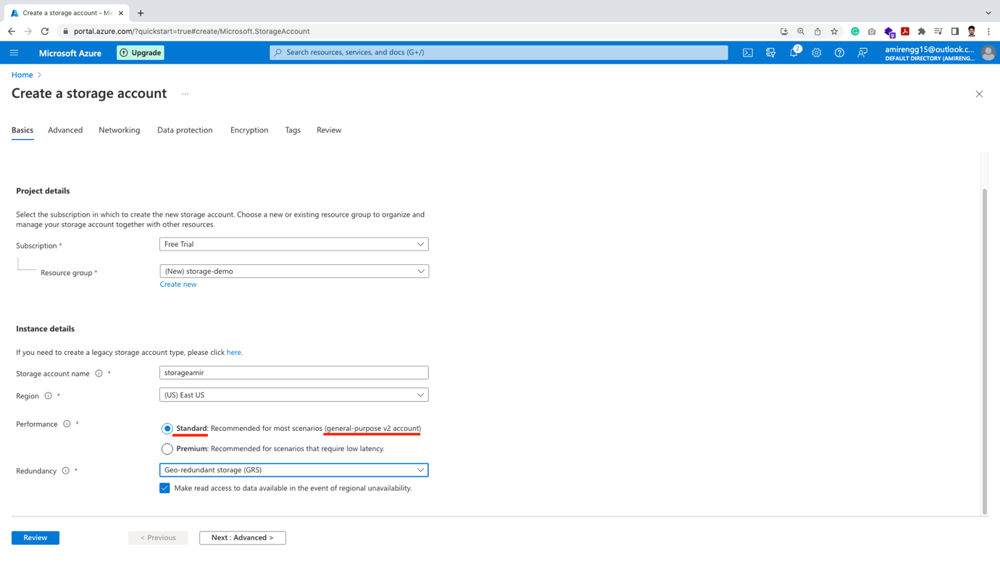 Create a storage account - Mic
portal.azure.com/?quickstart=true#create/Microsoft.StorageAccount
Microsoft Azure
Upgrade
Search resources, services, and docs (G+/)
2
amirengg15@outlook.c...
DEFAULT DIRECTORY (AMIRENG...
Home
Create a storage account
...
Basics
Advanced
Networking
Data protection
Encryption
Tags
Review
Project details
Select the subscription in which to create the new storage account. Choose a new or existing resource group to organize and
manage your storage account together with other resources.
Subscription *
Free Trial
Resource group *
(New) storage-demo
Create new
Instance details
If you need to create a legacy storage account type, please click here.
Storage account name *
storageamir
Region *
(US) East US
Performance *
Standard: Recommended for most scenarios (general-purpose v2 account)
Premium: Recommended for scenarios that require low latency.
Redundancy *
Geo-redundant storage (GRS)
Make read access to data available in the event of regional unavailability.
Review
< Previous
Next : Advanced >